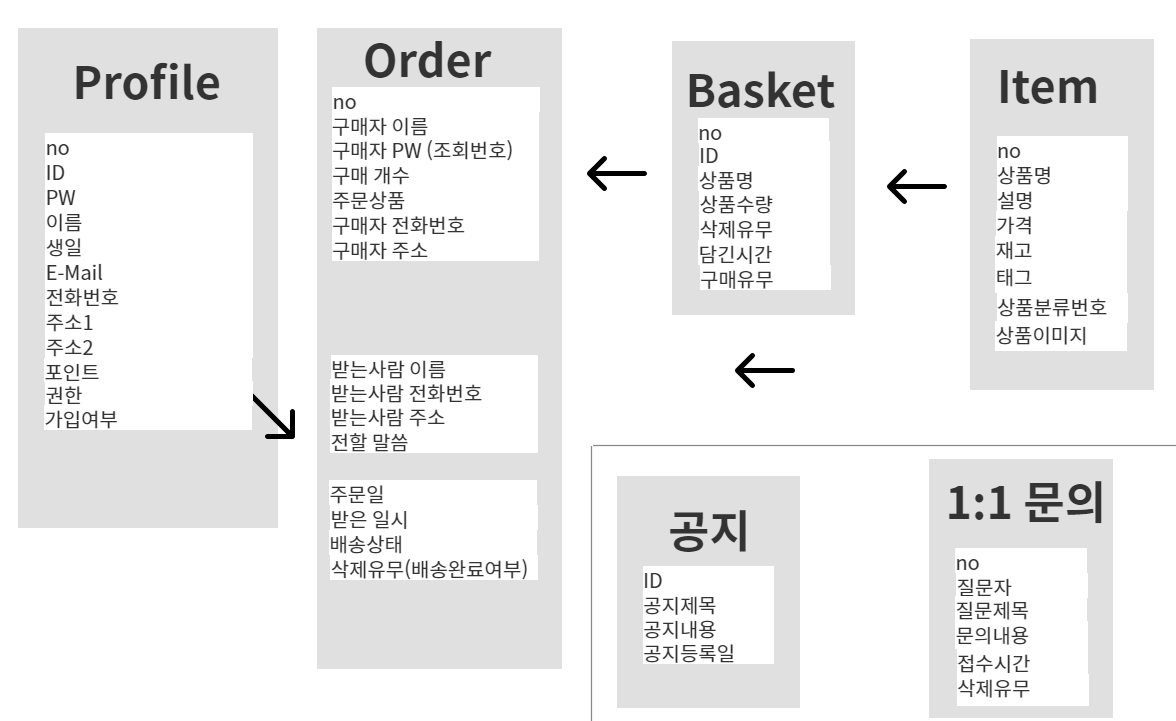 Profile
no
ID
PW
이름
생일
E-Mail
전화번호
주소1
주소2
포인트
권한
가입여부
Order
no
구매자 이름
구매자 PW (조회번호)
구매 개수
주문상품
구매자 전화번호
구매자 주소
받는사람 이름
받는사람 전화번호
받는사람 주소
전할 말씀
주문일
받은 일시
배송상태
삭제유무(배송완료여부)
Basket
no
ID
상품명
상품수량
삭제유무
담긴시간
구매유무
Item
no
상품명
설명
가격
재고
태그
상품분류번호
상품이미지
공지
ID
공지제목
공지내용
공지등록일
1:1 문의
no
질문자
질문제목
문의내용
접수시간
삭제유무